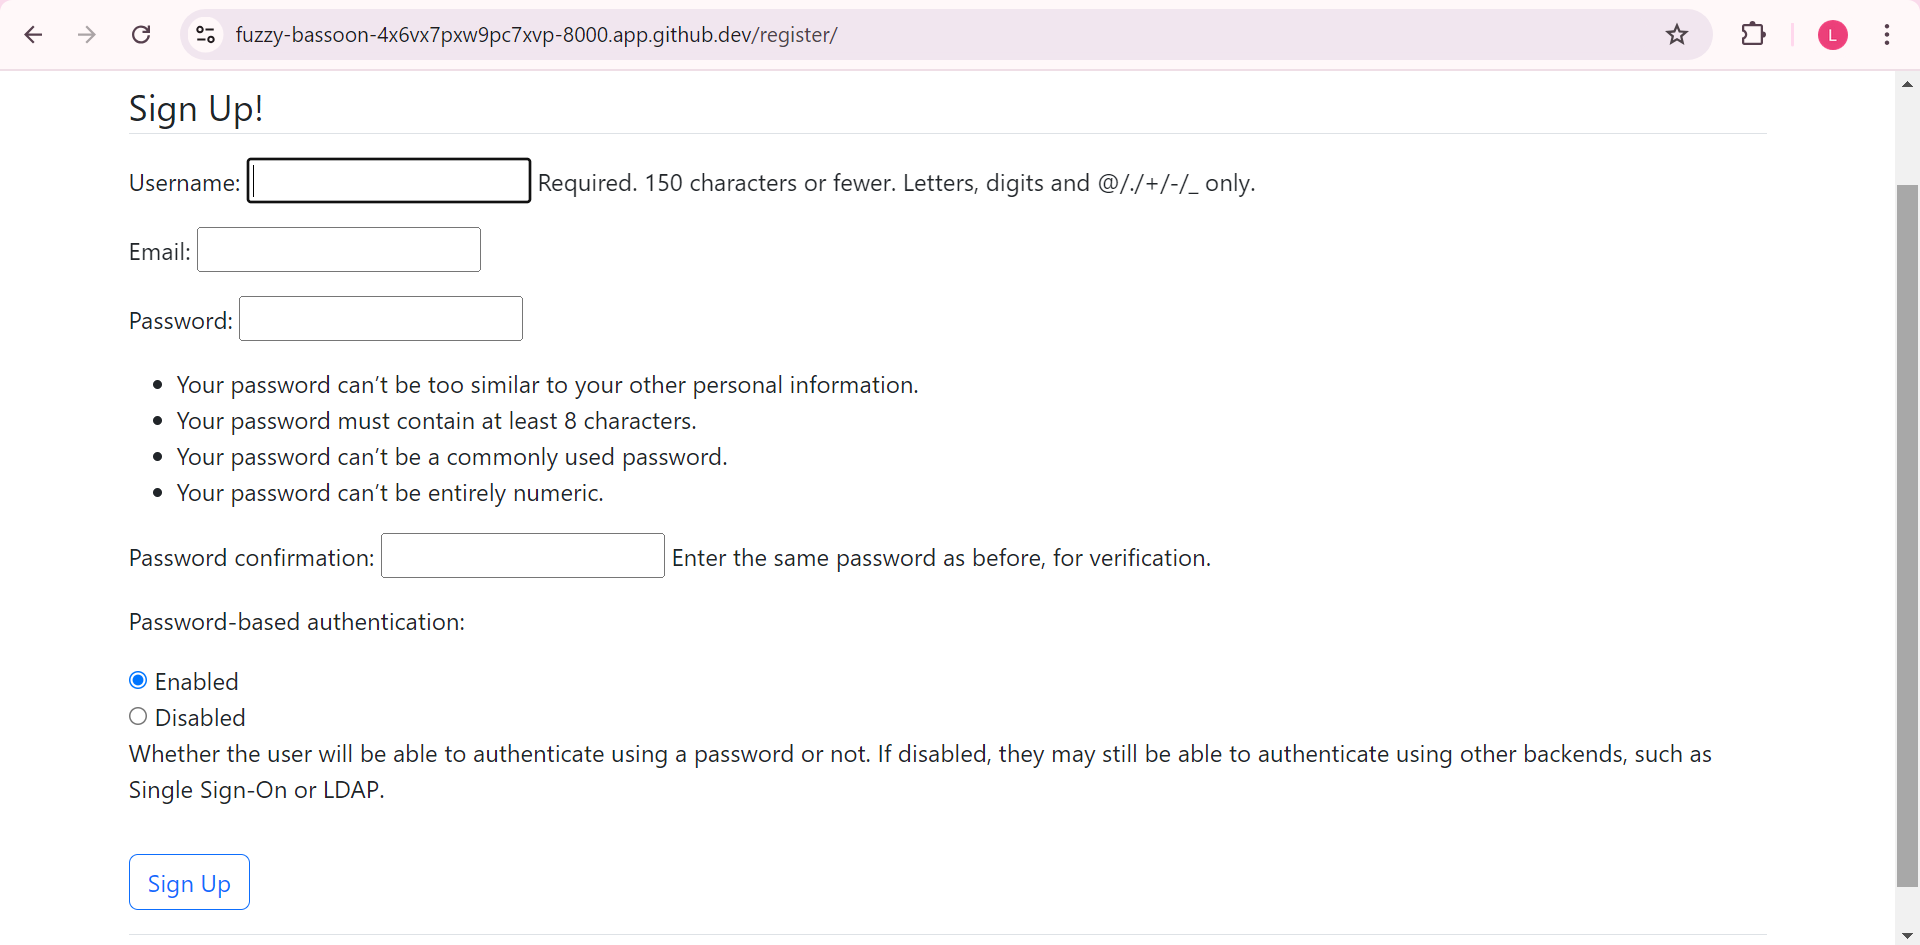 fuzzy-bassoon-4x6vx7pxw9pc7xvp-8000.app.github.dev/register/
L
Sign Up!
Username: Required. 150 characters or fewer. Letters, digits and @/./+/-/_ only.
Email:
Password:
• Your password can’t be too similar to your other personal information.
• Your password must contain at least 8 characters.
• Your password can’t be a commonly used password.
• Your password can’t be entirely numeric.
Password confirmation: Enter the same password as before, for verification.
Password-based authentication:
Enabled
Disabled
Whether the user will be able to authenticate using a password or not. If disabled, they may still be able to authenticate using other backends, such as
Single Sign-On or LDAP.
Sign Up